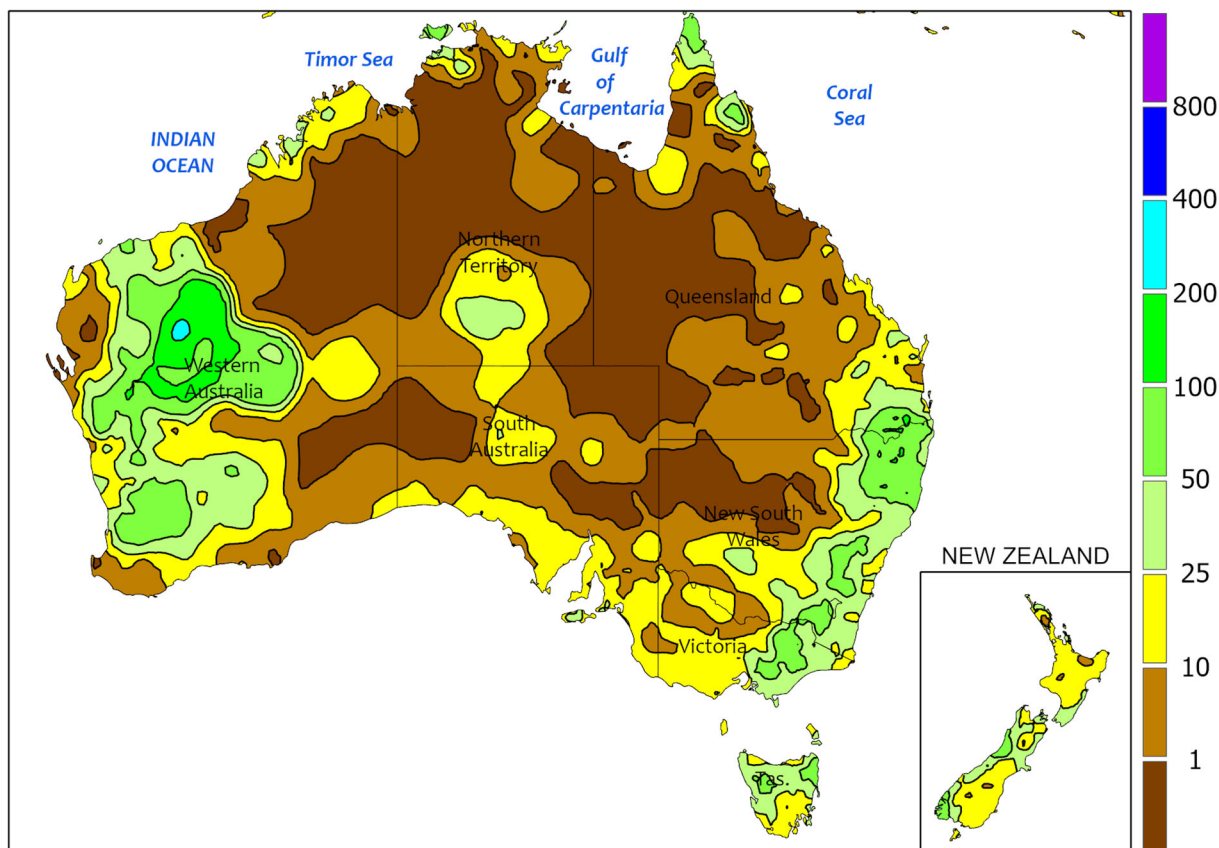 Timor Sea
Gulf
of
Carpentaria
Coral
Sea
INDIAN
OCEAN
Northern
Territory
Queensland
Western
Australia
South
Australia
New South
Wales
Victoria
Tas.
NEW ZEALAND
800
400
200
100
50
25
10
1